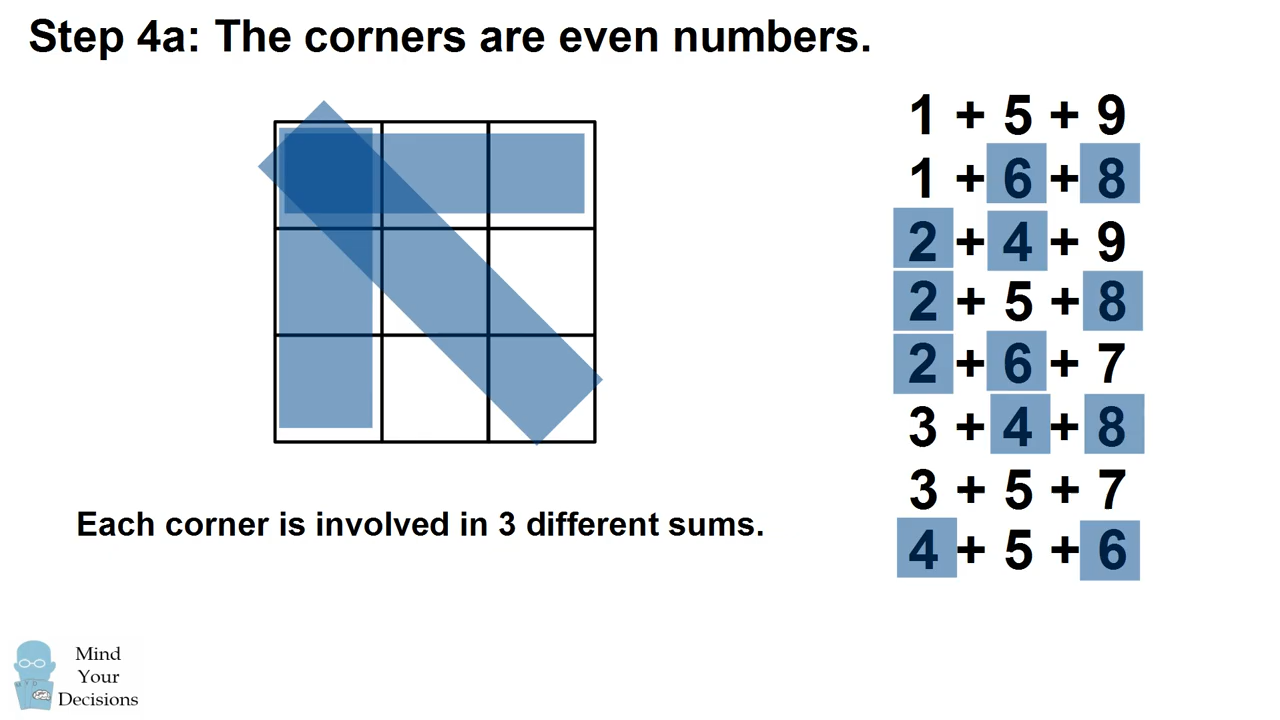 Step 4a: The corners are even numbers.
1 + 5 + 9
1 + 6 + 8
2 + 4 + 9
2 + 5 + 8
2 + 6 + 7
3 + 4 + 8
3 + 5 + 7
4 + 5 + 6
Each corner is involved in 3 different sums.
Mind
Your
Decisions